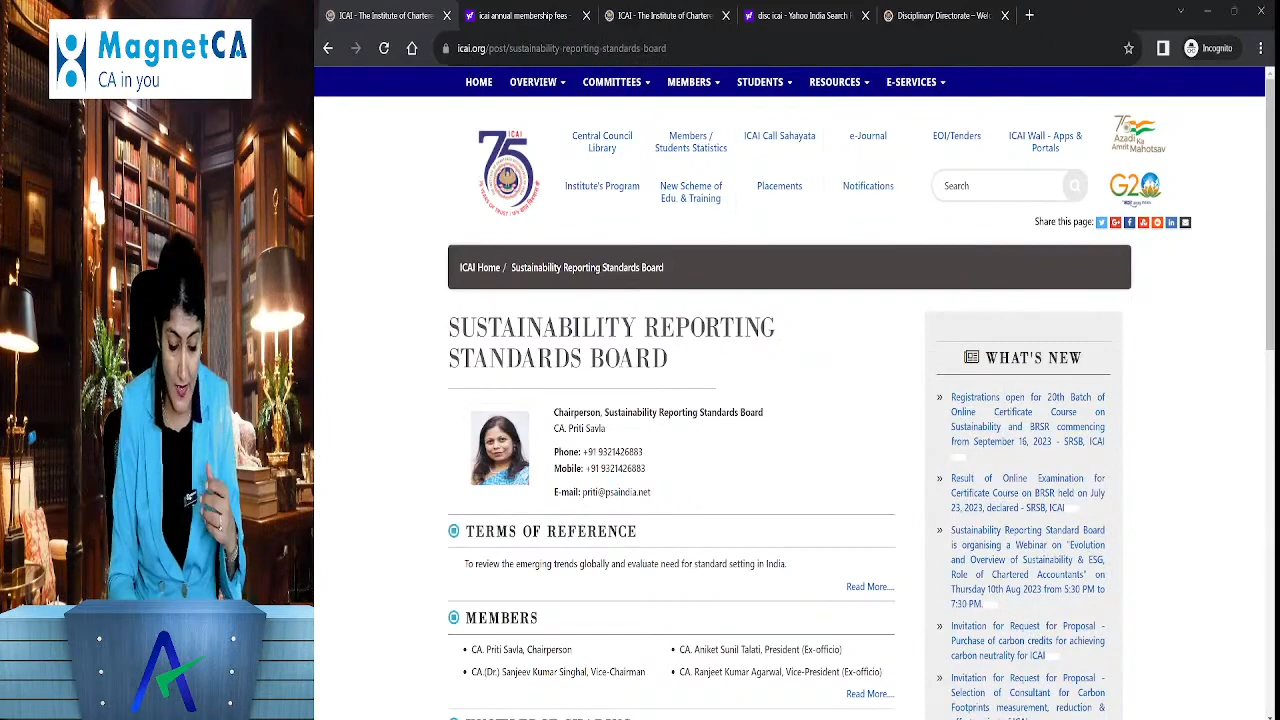 MagnetCA
CA in you
ICAI - The Institute of Charte
cai annual membership fees
ICAI - The Institute of Charte
- Yahoo India Search
Disciplinary Directorate - Wel
icai.org/post/sustainability-reporting-standards-board
Incognito
HOME OVERVIEW COMMITTEES MEMBERS STUDENTS RESOURCES E-SERVICES
ICAI
75
Central Council
Library
Members /
Students Statistics
ICAI Call Sahayata
e-Journal
EOI/Tenders
ICAI Wall - Apps &
Portals
75
Azadi Ka
Amrit Mahotsav
Institute's Program
New Scheme of
Edu. & Training
Placements
Notifications
Search
G20
Share this page:
ICAI Home / Sustainability Reporting Standards Board
SUSTAINABILITY REPORTING
STANDARDS BOARD
Chairperson, Sustainability Reporting Standards Board
CA. Priti Savla
Phone: +91 9321426883
Mobile: +91 9321426883
E-mail: priti@psaindia.net
TERMS OF REFERENCE
To review the emerging trends globally and evaluate need for standard setting in India.
Read More....
MEMBERS
• CA. Priti Savla, Chairperson
• CA. Aniket Sunil Talati, President (Ex-officio)
• CA.(Dr.) Sanjeev Kumar Singhal, Vice-Chairman
• CA. Ranjeet Kumar Agarwal, Vice-President (Ex-officio)
Read More....
WHAT'S NEW
» Registrations open for 20th Batch of
Online Certificate Course on
Sustainability and BRSR commencing
from September 16, 2023 - SRSB, ICAI
» Result of Online Examination for
Certificate Course on BRSR held on July
23, 2023, declared - SRSB, ICAI
» Sustainability Reporting Standard Board
is organising a Webinar on "Evolution
and Overview of Sustainability & ESG,
Role of Chartered Accountants" on
Thursday 10th Aug 2023 from 5:30 PM to
7:30 PM.
» Invitation for Request for Proposal -
Purchase of carbon credits for achieving
carbon neutrality for ICAI
» Invitation for Request for Proposal -
Selection of Consultant for Carbon
Footprints measurement, reduction &